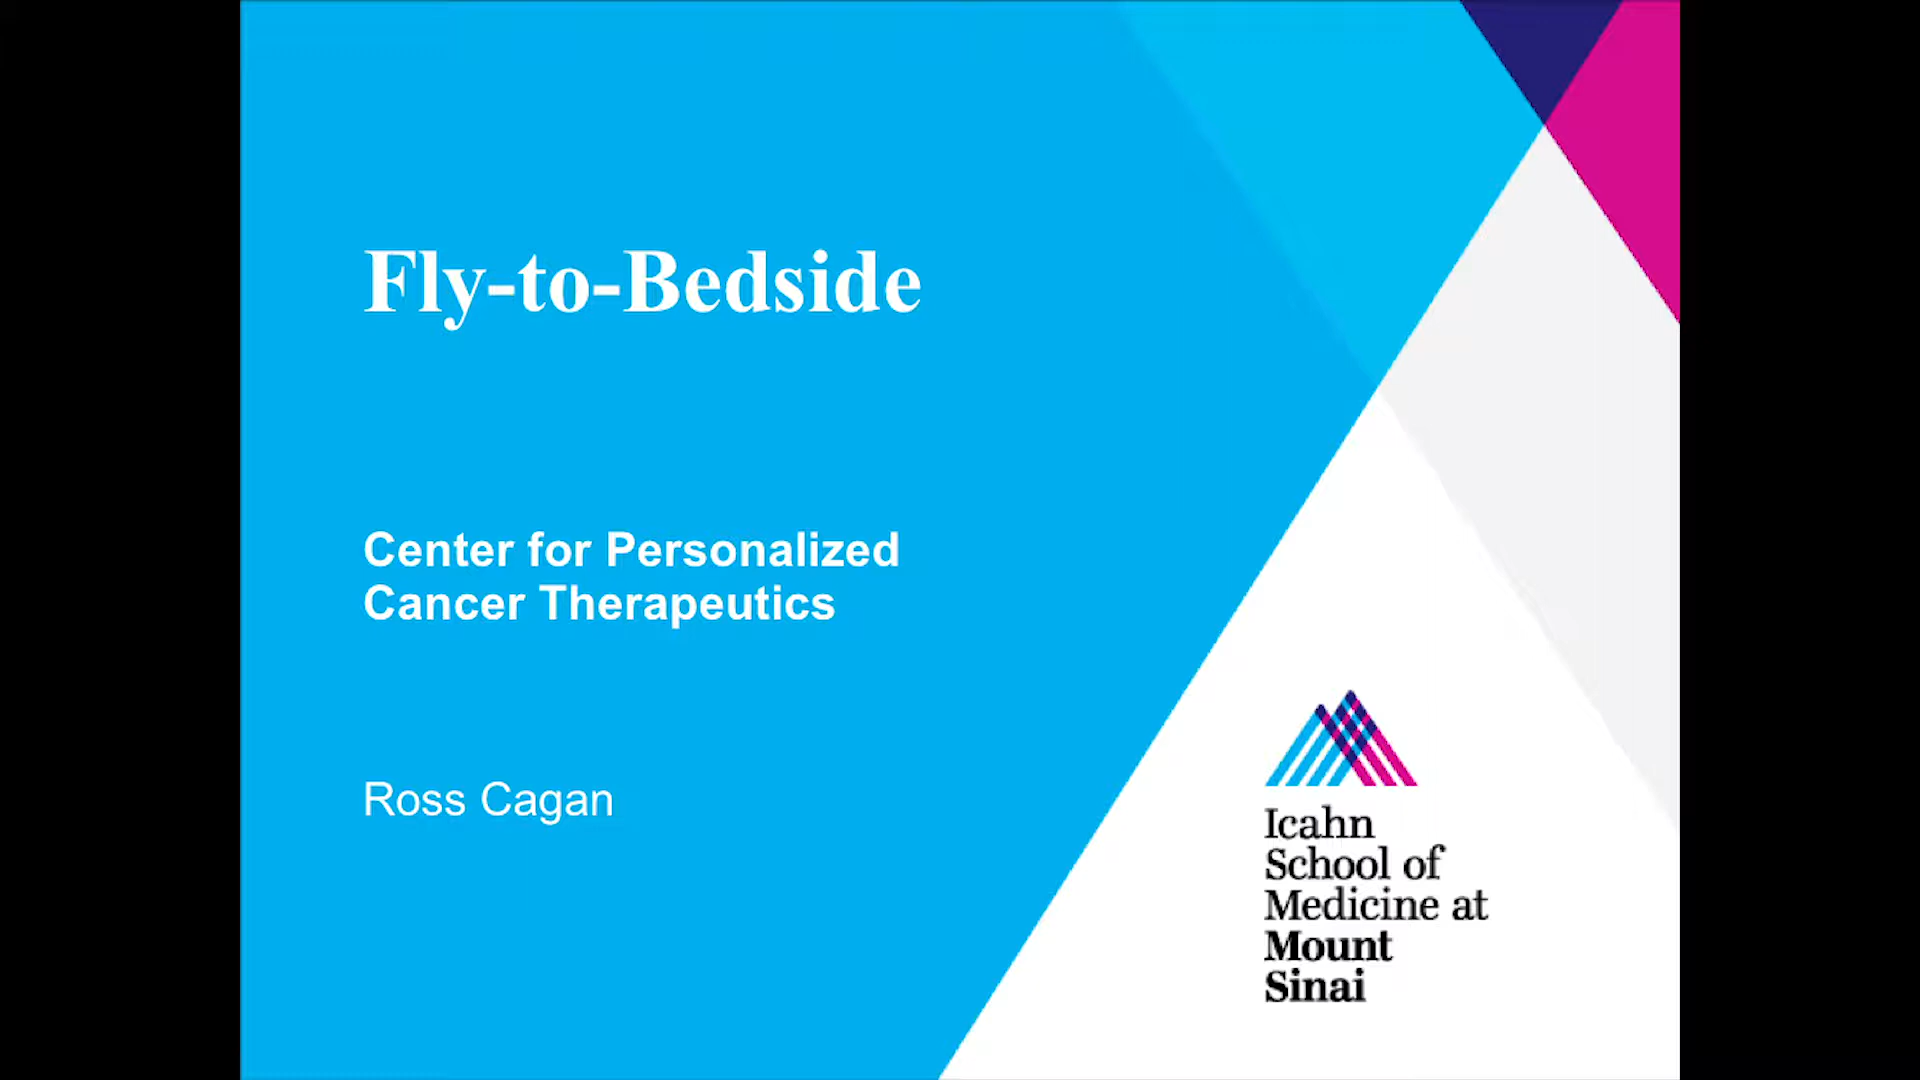 Fly-to-Bedside
Center for Personalized
Cancer Therapeutics
Ross Cagan
Icahn
School of
Medicine at
Mount
Sinai